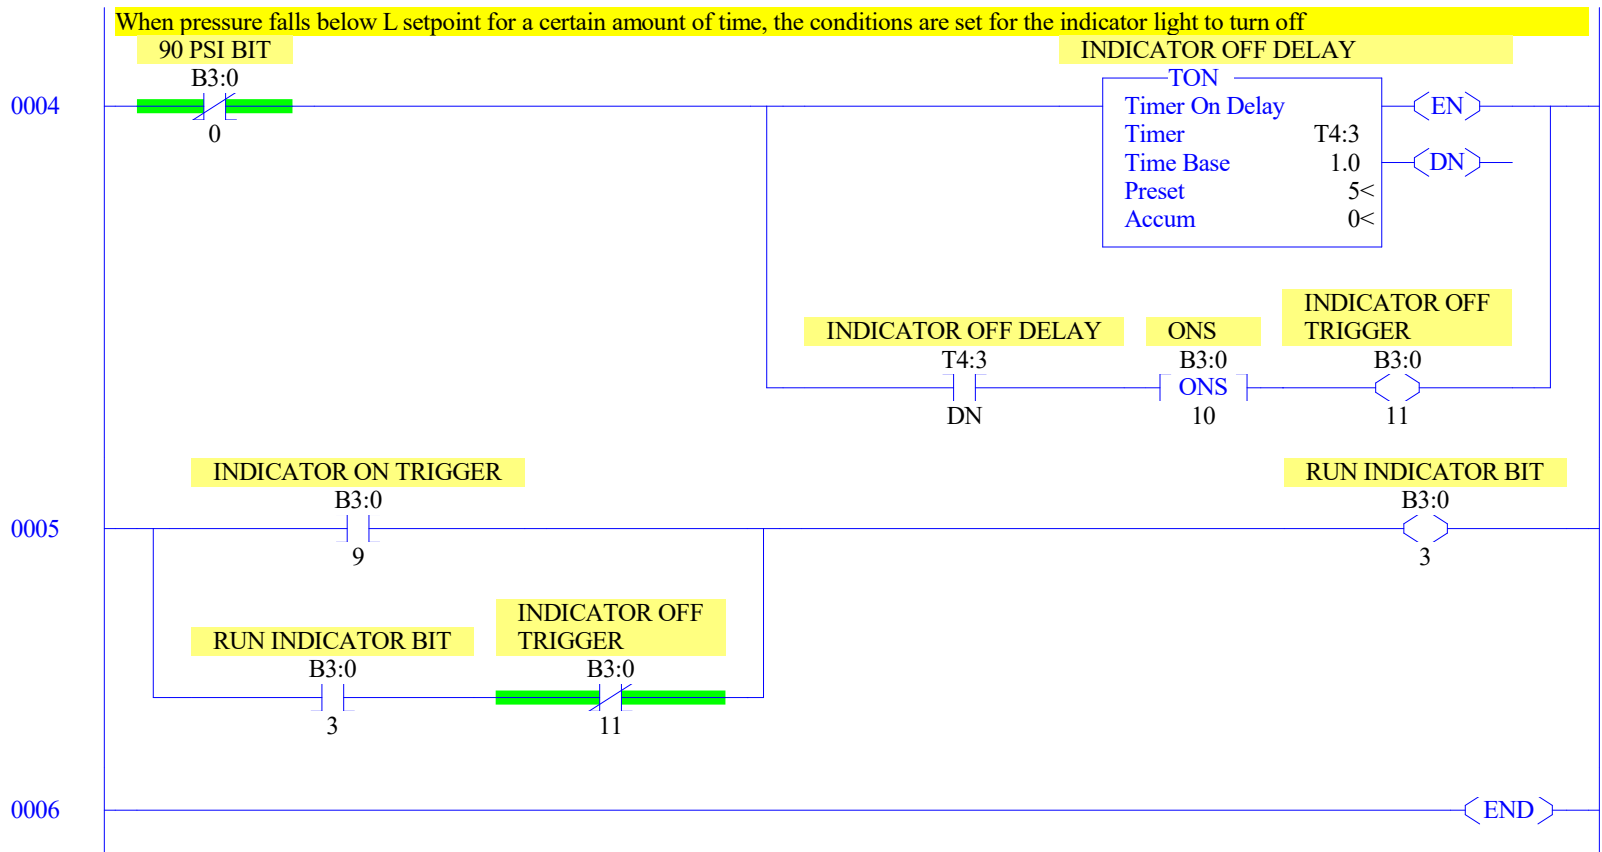 When pressure falls below L setpoint for a certain amount of time, the conditions are set for the indicator light to turn off
90 PSI BIT
B3:0
0
INDICATOR OFF DELAY
TON
Timer On Delay
Timer T4:3
Time Base 1.0
Preset 5<
Accum 0<
EN
DN
0004
INDICATOR OFF DELAY
T4:3
DN
ONS
B3:0
ONS
10
INDICATOR OFF
TRIGGER
B3:0
11
0005
INDICATOR ON TRIGGER
B3:0
9
RUN INDICATOR BIT
B3:0
3
RUN INDICATOR BIT
B3:0
3
INDICATOR OFF
TRIGGER
B3:0
11
0006
END